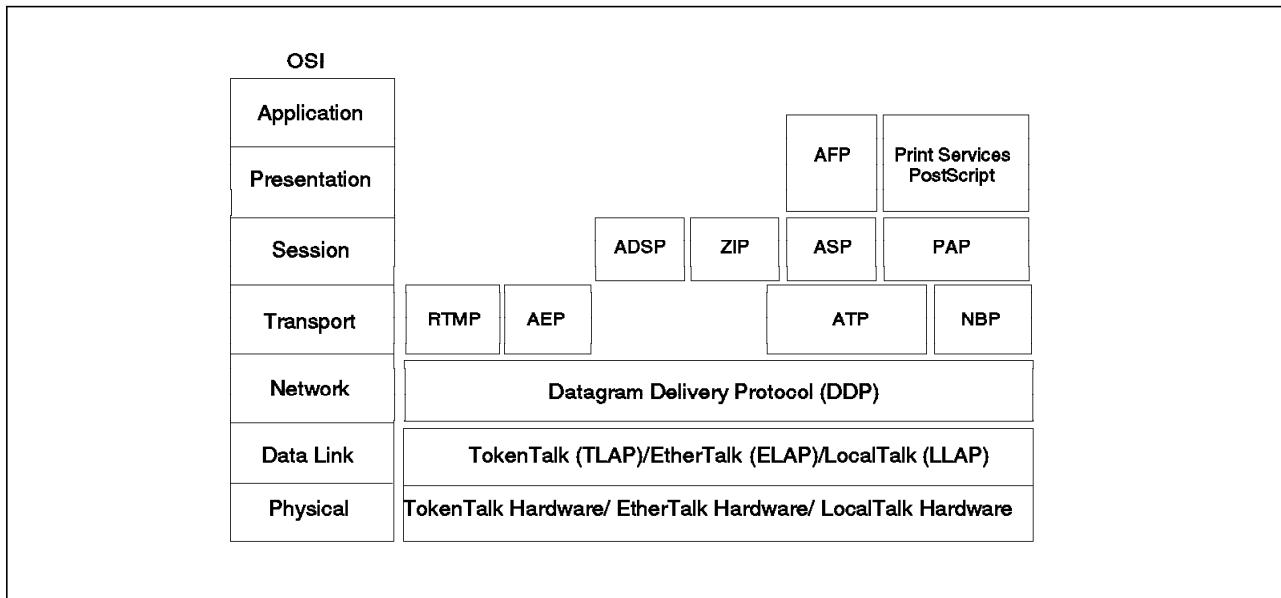 OSI
Application
AFP
Print Services
PostScript
Presentation
Session
ADSP
ZIP
ASP
PAP
Transport
RTMP
AEP
ATP
NBP
Network
Datagram Delivery Protocol (DDP)
Data Link
TokenTalk (TLAP)/EtherTalk (ELAP)/LocalTalk (LLAP)
Physical
TokenTalk Hardware/ EtherTalk Hardware/ LocalTalk Hardware